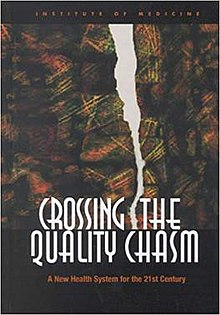 INSTITUTE OF MEDICINE
CROSSING THE
QUALITY CHASM
A New Health System for the 21st Century